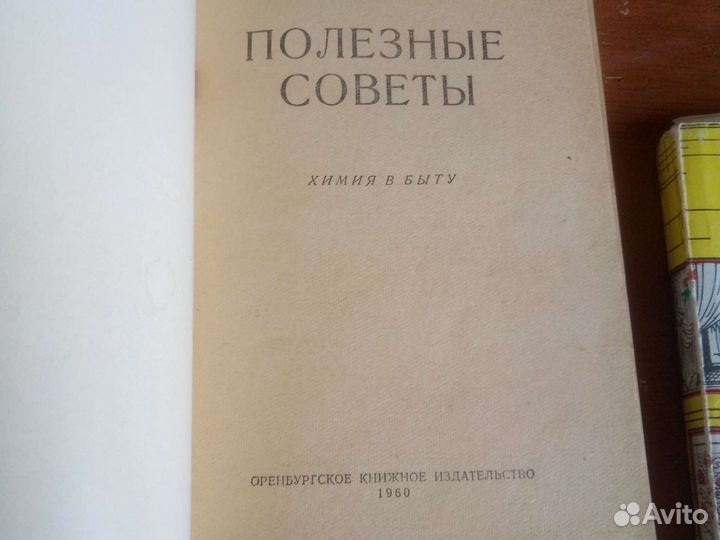 ПОЛЕЗНЫЕ
СОВЕТЫ
ХИМИЯ В БЫТУ
ОРЕНБУРГСКОЕ КНИЖНОЕ ИЗДАТЕЛЬСТВО
1960
Avito